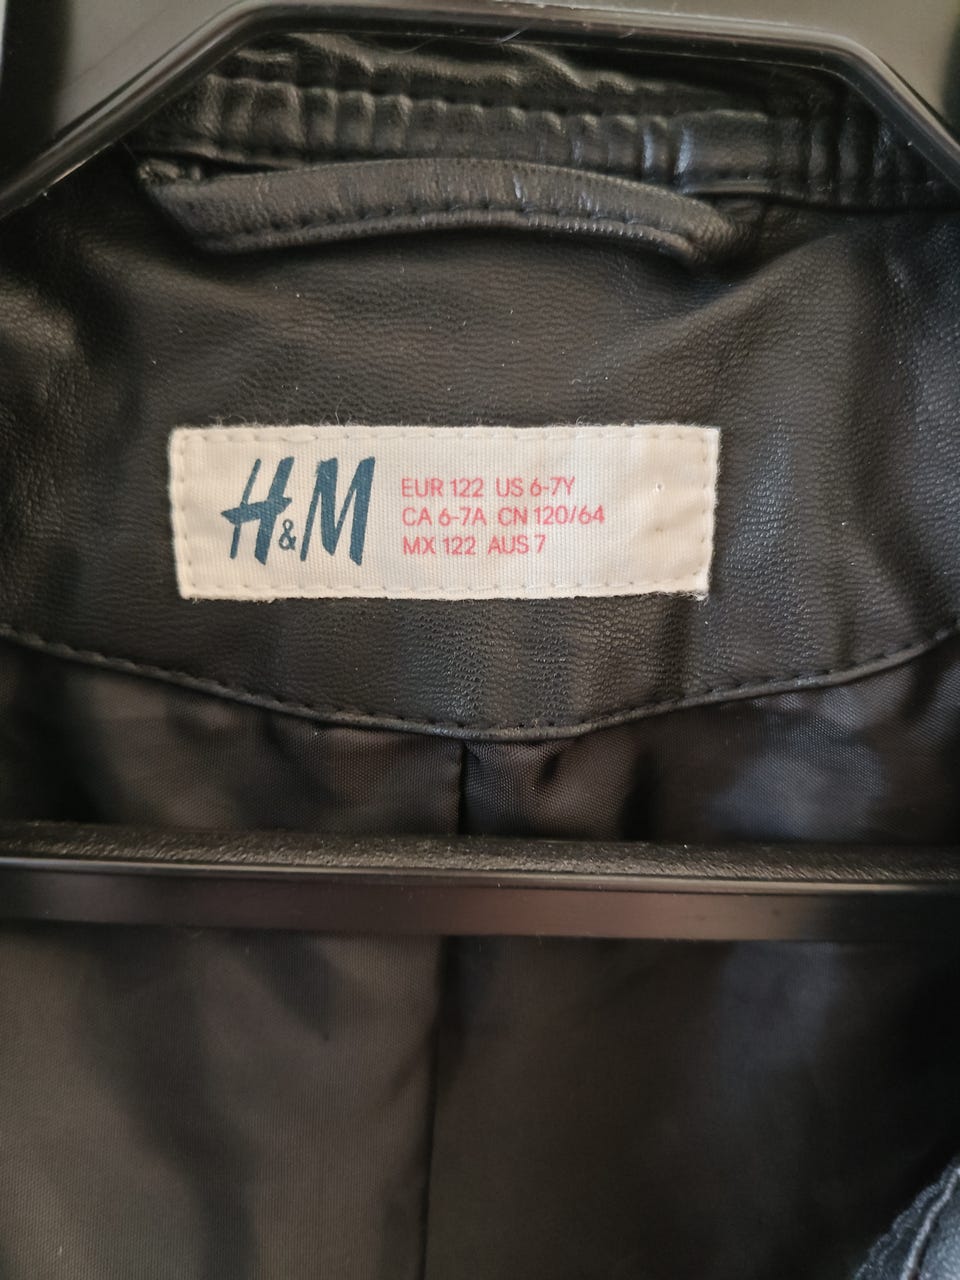 H&M
EUR 122 US 6-7Y
CA 6-7A CN 120/64
MX 122 AUS 7